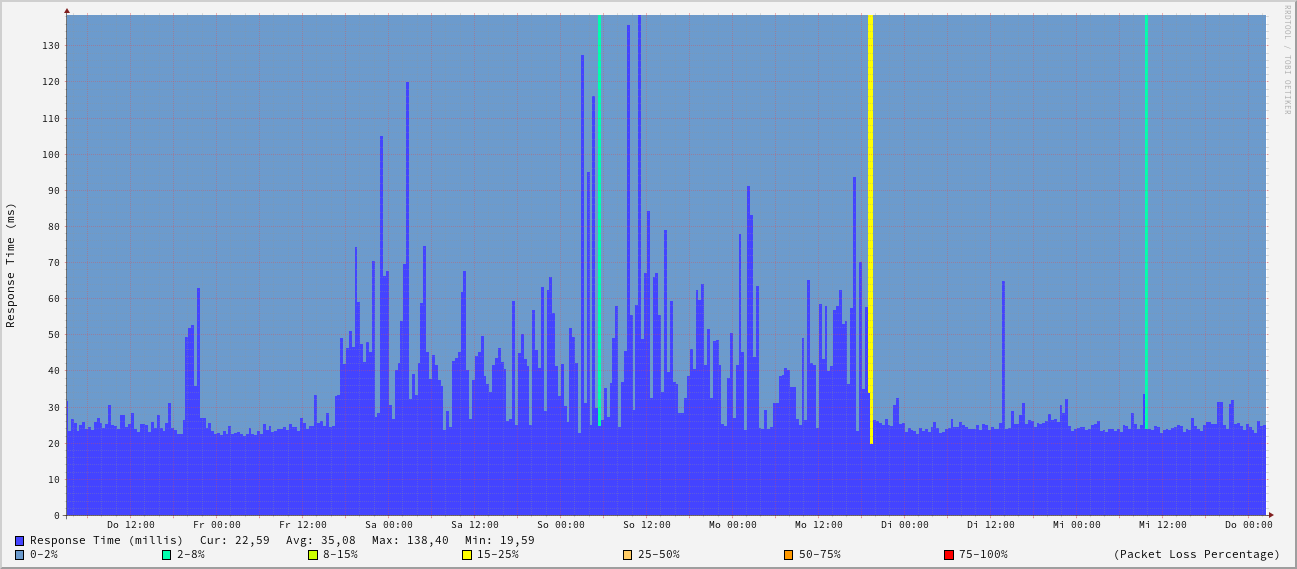 RRDTOOL / TOBI OETIKER
Response Time (ms)
130
120
110
100
90
80
70
60
50
40
30
20
10
0
Do 12:00 Fr 00:00 Fr 12:00 Sa 00:00 Sa 12:00 So 00:00 So 12:00 Mo 00:00 Mo 12:00 Di 00:00 Di 12:00 Mi 00:00 Mi 12:00 Do 00:00
Response Time (millis) Cur: 22,59 Avg: 35,08 Max: 138,40 Min: 19,59
0-2% 2-8% 8-15% 15-25% 25-50% 50-75% 75-100% (Packet Loss Percentage)